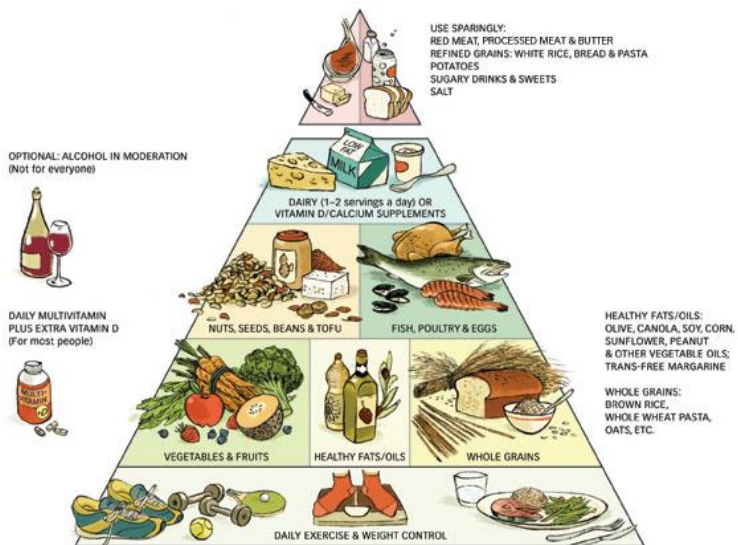 USE SPARINGLY:
RED MEAT, PROCESSED MEAT & BUTTER
REFINED GRAINS: WHITE RICE, BREAD & PASTA
POTATOES
SUGARY DRINKS & SWEETS
SALT
OPTIONAL: ALCOHOL IN MODERATION
(Not for everyone)
LOW
FAT
MILK
DAIRY (1–2 servings a day) OR
VITAMIN D/CALCIUM SUPPLEMENTS
NUTS, SEEDS, BEANS & TOFU
FISH, POULTRY & EGGS
DAILY MULTIVITAMIN
PLUS EXTRA VITAMIN D
(For most people)
MULTI-
VITAMIN
+D
HEALTHY FATS/OILS:
OLIVE, CANOLA, SOY, CORN,
SUNFLOWER, PEANUT
& OTHER VEGETABLE OILS;
TRANS-FREE MARGARINE
WHOLE GRAINS:
BROWN RICE,
WHOLE WHEAT PASTA,
OATS, ETC.
VEGETABLES & FRUITS
HEALTHY FATS/OILS
WHOLE GRAINS
DAILY EXERCISE & WEIGHT CONTROL